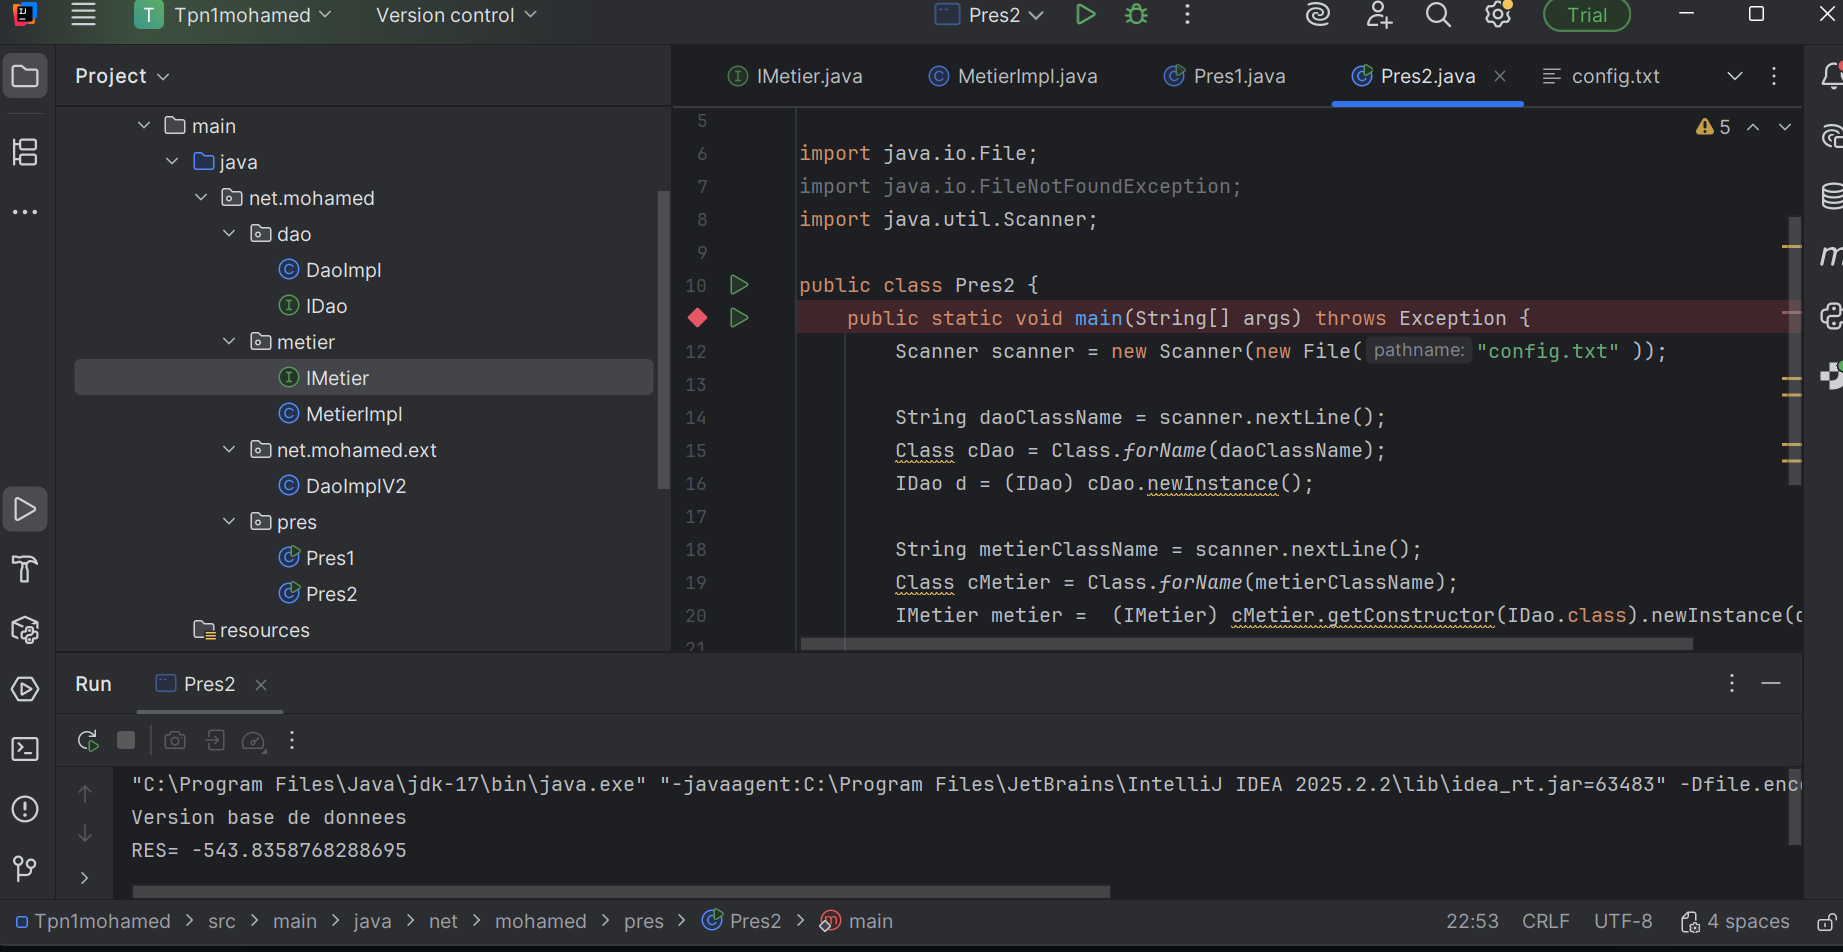 T Tpn1mohamed Version control Pres2 Trial
Project
IMetier.java MetierImpl.java Pres1.java Pres2.java config.txt
main
java
net.mohamed
dao
DaoImpl
IDao
metier
IMetier
MetierImpl
net.mohamed.ext
DaoImplV2
pres
Pres1
Pres2
resources
5
5
6 import java.io.File;
7 import java.io.FileNotFoundException;
8 import java.util.Scanner;
9
10 public class Pres2 {
public static void main(String[] args) throws Exception {
12 Scanner scanner = new Scanner(new File( pathname: "config.txt" ));
13
14 String daoClassName = scanner.nextLine();
15 Class cDao = Class.forName(daoClassName);
16 IDao d = (IDao) cDao.newInstance();
17
18 String metierClassName = scanner.nextLine();
19 Class cMetier = Class.forName(metierClassName);
20 IMetier metier =  (IMetier) cMetier.getConstructor(IDao.class).newInstance(
21
Run Pres2
"C:\Program Files\Java\jdk-17\bin\java.exe" "-javaagent:C:\Program Files\JetBrains\IntelliJ IDEA 2025.2.2\lib\idea_rt.jar=63483" -Dfile.enc
Version base de donnees
RES= -543.8358768288695
Tpn1mohamed > src > main > java > net > mohamed > pres > Pres2 > main 22:53 CRLF UTF-8 4 spaces